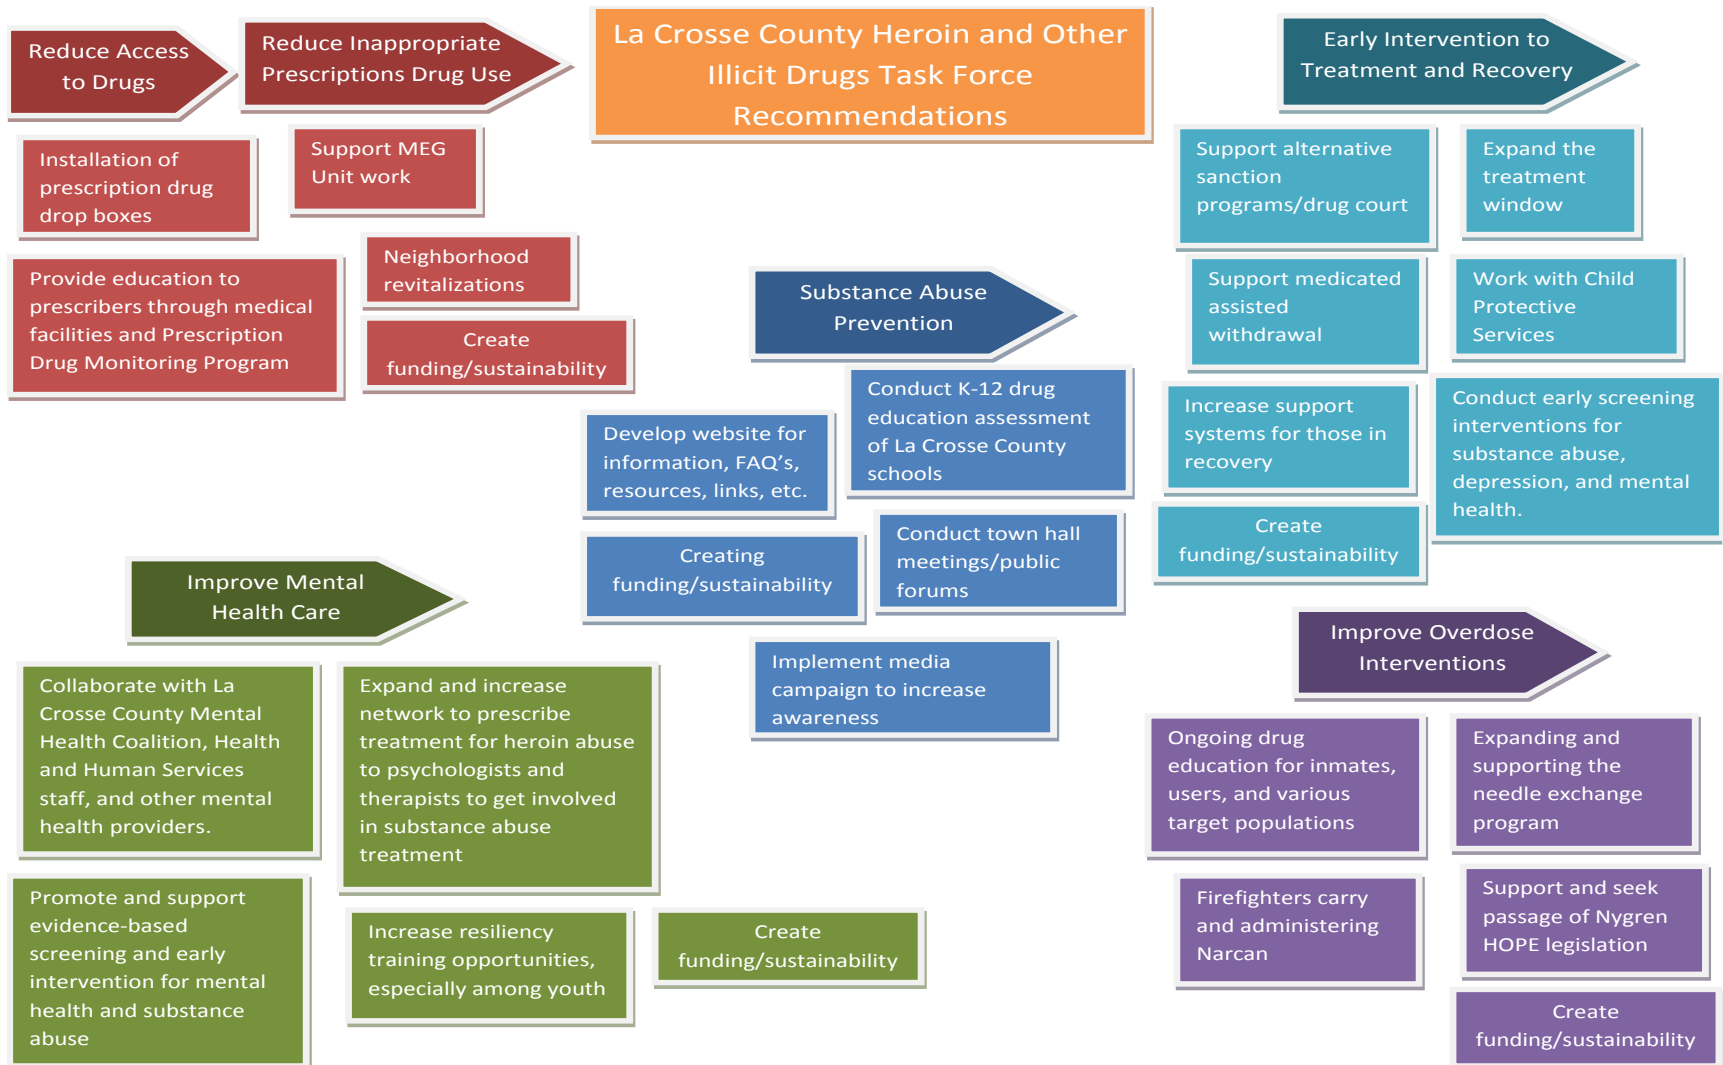 Reduce Access
to Drugs
Reduce Inappropriate
Prescriptions Drug Use
La Crosse County Heroin and Other
Illicit Drugs Task Force
Recommendations
Early Intervention to
Treatment and Recovery
Installation of
prescription drug
drop boxes
Support MEG
Unit work
Provide education to
prescribers through medical
facilities and Prescription
Drug Monitoring Program
Neighborhood
revitalizations
Create
funding/sustainability
Substance Abuse
Prevention
Develop website for
information, FAQ’s,
resources, links, etc.
Conduct K-12 drug
education assessment
of La Crosse County
schools
Creating
funding/sustainability
Conduct town hall
meetings/public
forums
Implement media
campaign to increase
awareness
Support alternative
sanction
programs/drug court
Expand the
treatment
window
Support medicated
assisted
withdrawal
Work with Child
Protective
Services
Increase support
systems for those in
recovery
Conduct early screening
interventions for
substance abuse,
depression, and mental
health.
Create
funding/sustainability
Improve Mental
Health Care
Collaborate with La
Crosse County Mental
Health Coalition, Health
and Human Services
staff, and other mental
health providers.
Expand and increase
network to prescribe
treatment for heroin abuse
to psychologists and
therapists to get involved
in substance abuse
treatment
Promote and support
evidence-based
screening and early
intervention for mental
health and substance
abuse
Increase resiliency
training opportunities,
especially among youth
Create
funding/sustainability
Improve Overdose
Interventions
Ongoing drug
education for inmates,
users, and various
target populations
Expanding and
supporting the
needle exchange
program
Firefighters carry
and administering
Narcan
Support and seek
passage of Nygren
HOPE legislation
Create
funding/sustainability